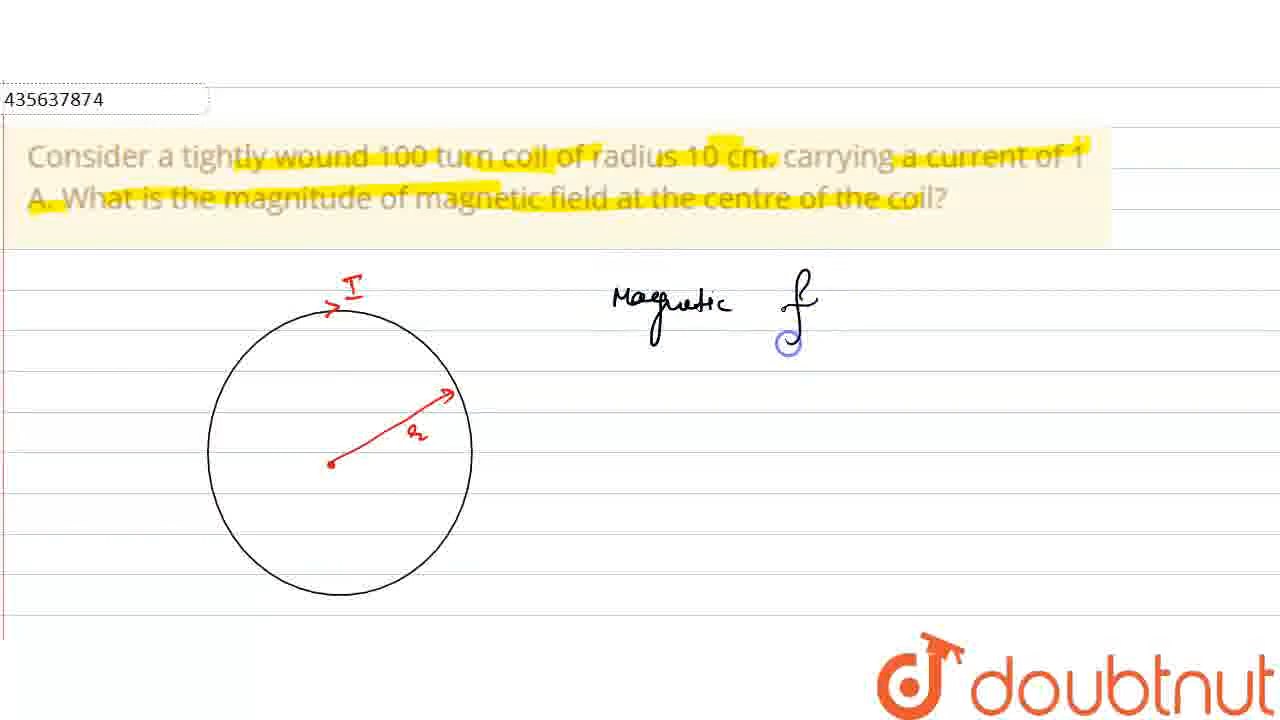 435637874
Consider a tightly wound 100 turn coil of radius 10 cm, carrying a current of 1
A. What is the magnitude of magnetic field at the centre of the coil?
I
Magnetic f
doubtnut